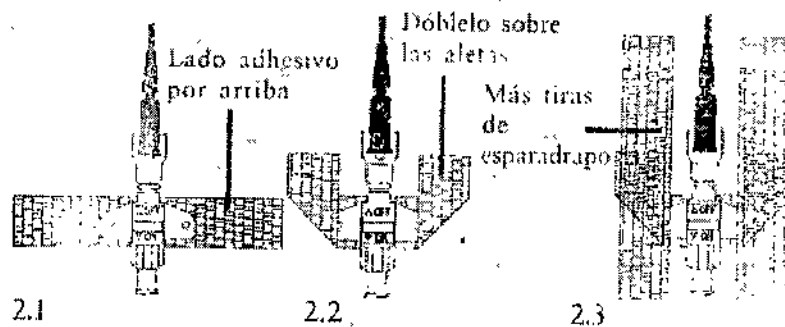 Lado adhesivo
por arriba
Dóblelo sobre
las aletas
Más tiras
de
esparadrapo
2.1
2.2
2.3